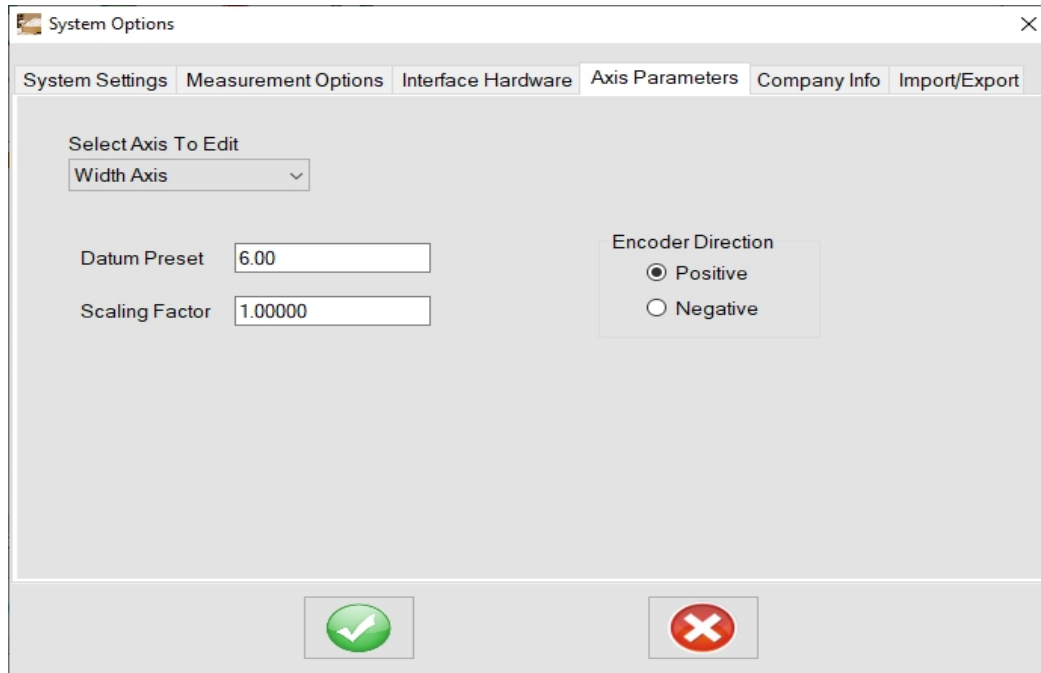 System Options
System Settings Measurement Options Interface Hardware Axis Parameters Company Info Import/Export
Select Axis To Edit
Width Axis
Datum Preset 6.00
Scaling Factor 1.00000
Encoder Direction
Positive
Negative